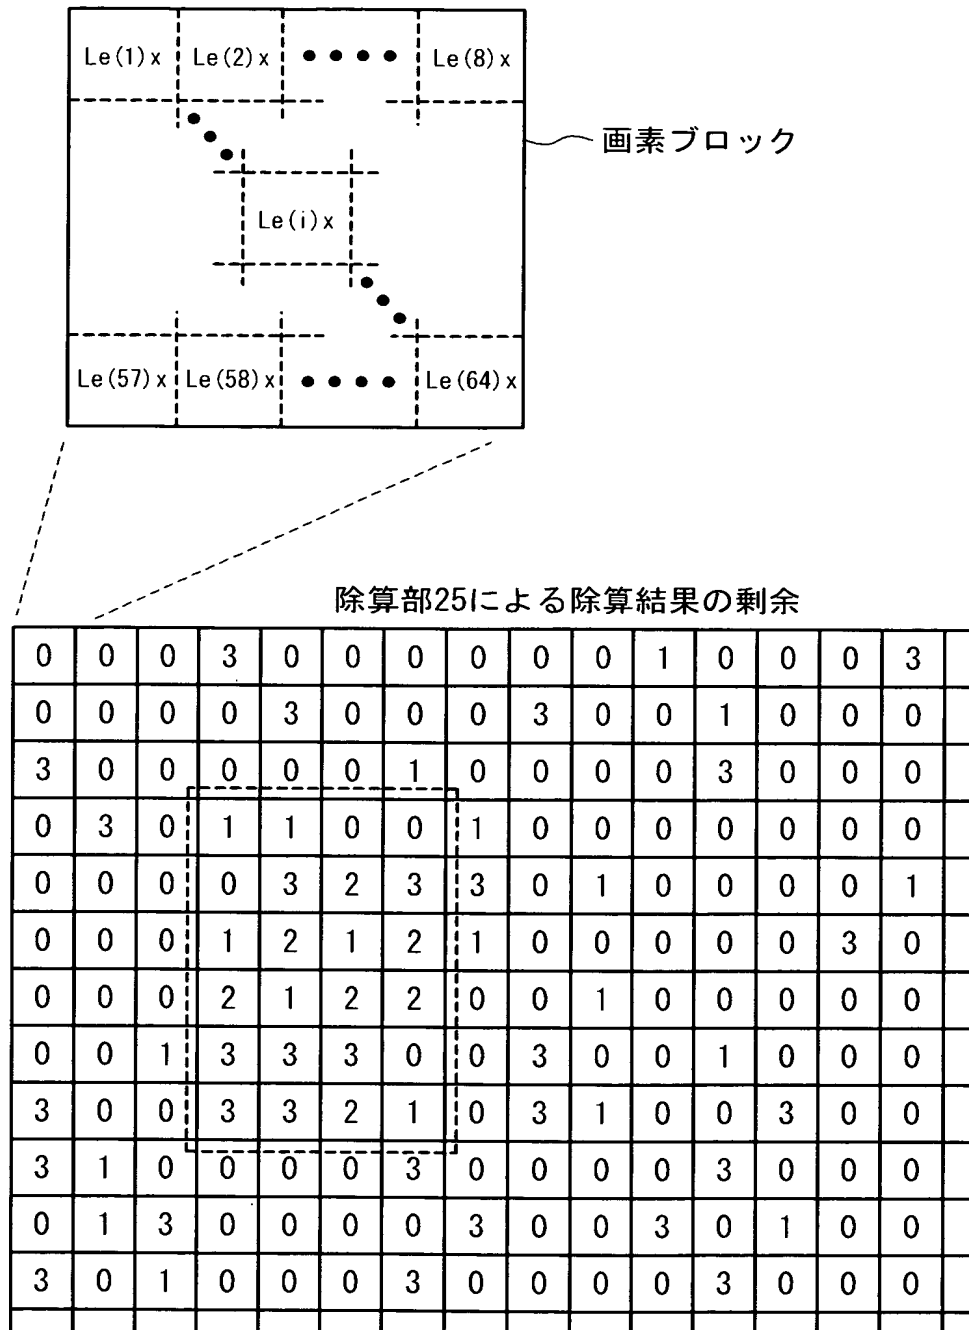 Le(1)x Le(2)x ●●●● Le(8)x
画素ブロック
Le(i)x
Le(57)x Le(58)x ●●●● Le(64)x
除算部25による除算結果の剰余
0 0 0 3 0 0 0 0 0 0 1 0 0 0 3
0 0 0 0 3 0 0 0 3 0 0 1 0 0 0
3 0 0 0 0 0 1 0 0 0 0 3 0 0 0
0 3 0 1 1 0 0 1 0 0 0 0 0 0 0
0 0 0 0 3 2 3 3 0 1 0 0 0 0 1
0 0 0 1 2 1 2 1 0 0 0 0 0 3 0
0 0 0 2 1 2 2 0 0 1 0 0 0 0 0
0 0 1 3 3 3 0 0 3 0 0 1 0 0 0
3 0 0 3 3 2 1 0 3 1 0 0 3 0 0
3 1 0 0 0 0 3 0 0 0 0 3 0 0 0
0 1 3 0 0 0 0 3 0 0 3 0 1 0 0
3 0 1 0 0 0 3 0 0 0 0 3 0 0 0